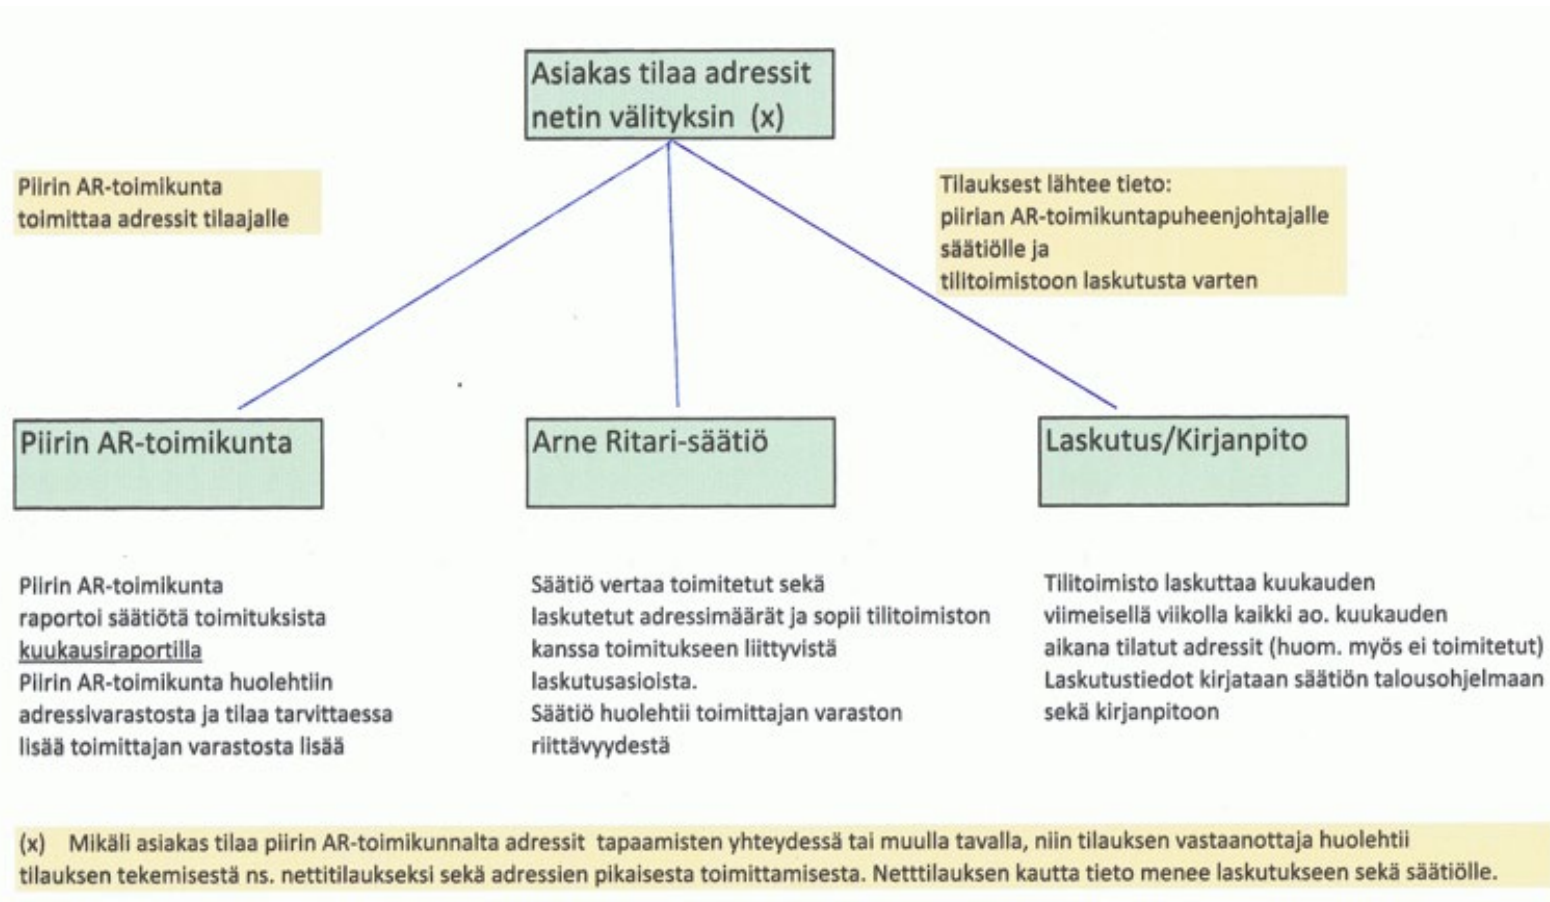 Asiakas tilaa adressit
netin välityksin (x)
Piirin AR-toimikunta
toimittaa adressit tilaajalle
Tilauksest lähtee tieto:
piirian AR-toimikuntapuheenjohtajalle
säätiölle ja
tilitoimistoon laskutusta varten
Piirin AR-toimikunta
Arne Ritari-säätiö
Laskutus/Kirjanpito
Piirin AR-toimikunta
raportoi säätiötä toimituksista
kuukausiraportilla
Piirin AR-toimikunta huolehtiin
adressivarastosta ja tilaa tarvittaessa
lisää toimittajan varastosta lisää
Säätiö vertaa toimitetut sekä
laskutetut adressimäärät ja sopii tilitoimiston
kanssa toimitukseen liittyvistä
laskutusasioista.
Säätiö huolehtii toimittajan varaston
riittävyydestä
Tilitoimisto laskuttaa kuukauden
viimeisellä viikolla kaikki ao. kuukauden
aikana tilatut adressit (huom. myös ei toimitetut)
Laskutustiedot kirjataan säätiön talousohjelmaan
sekä kirjanpitoon
(x) Mikäli asiakas tilaa piirin AR-toimikunnalta adressit tapaamisten yhteydessä tai muulla tavalla, niin tilauksen vastaanottaja huolehtii
tilauksen tekemisestä ns. nettitilaukseksi sekä adressien pikaisesta toimittamisesta. Netttilauksen kautta tieto menee laskutukseen sekä säätiölle.